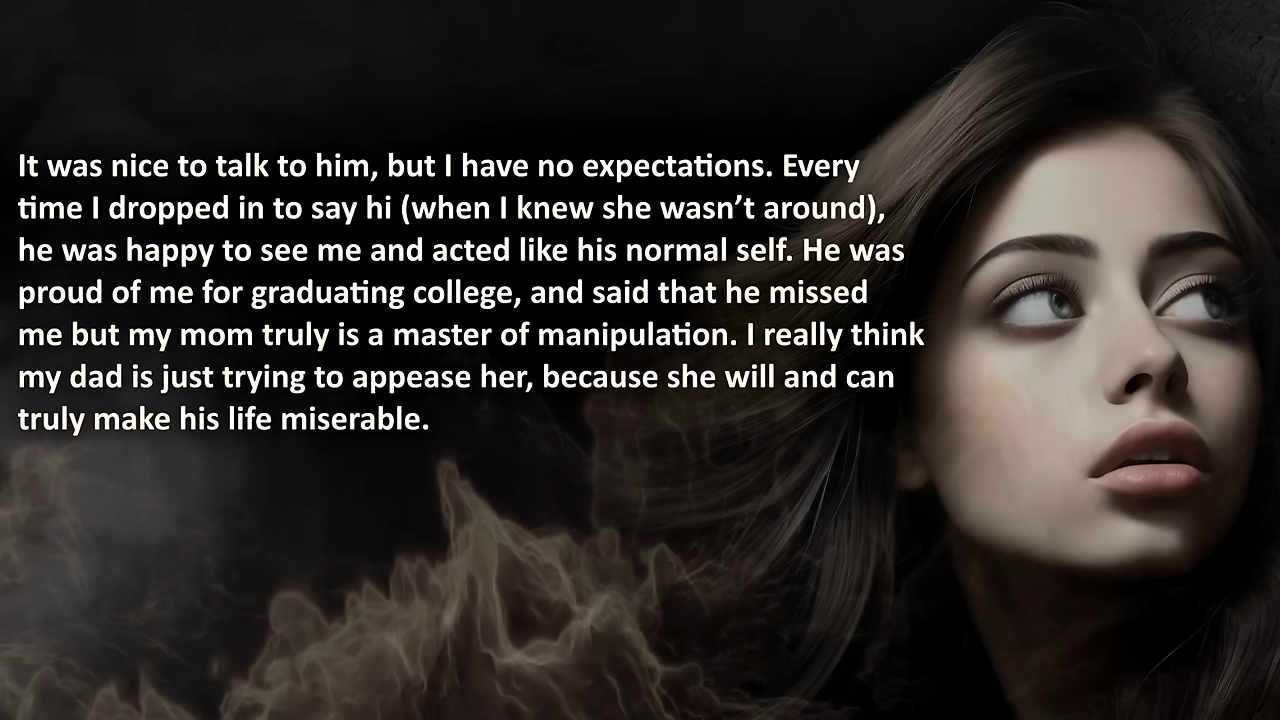 It was nice to talk to him, but I have no expectations. Every
time I dropped in to say hi (when I knew she wasn’t around),
he was happy to see me and acted like his normal self. He was
proud of me for graduating college, and said that he missed
me but my mom truly is a master of manipulation. I really think
my dad is just trying to appease her, because she will and can
truly make his life miserable.